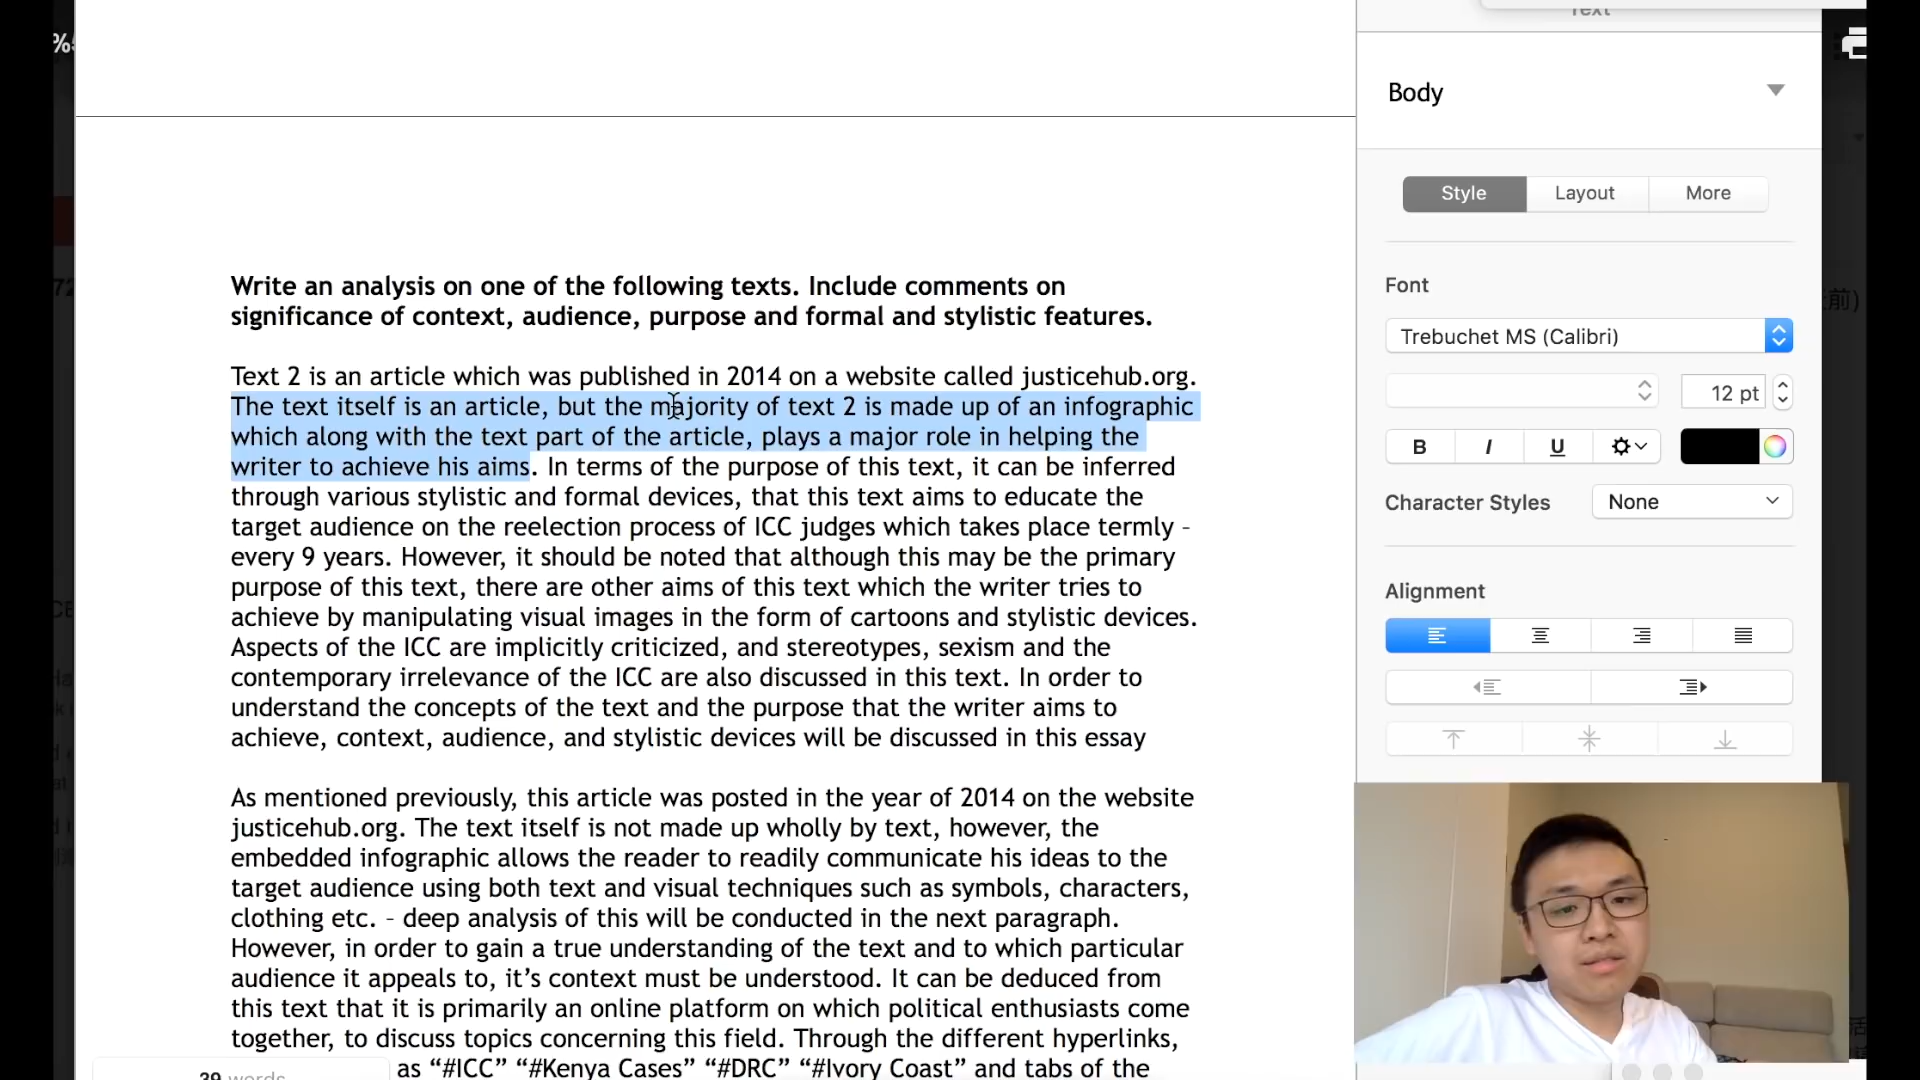 Text
Body
Style Layout More
Write an analysis on one of the following texts. Include comments on
significance of context, audience, purpose and formal and stylistic features.
Font
Trebuchet MS (Calibri)
Text 2 is an article which was published in 2014 on a website called justicehub.org.
The text itself is an article, but the majority of text 2 is made up of an infographic
which along with the text part of the article, plays a major role in helping the
writer to achieve his aims. In terms of the purpose of this text, it can be inferred
through various stylistic and formal devices, that this text aims to educate the
target audience on the reelection process of ICC judges which takes place termly –
every 9 years. However, it should be noted that although this may be the primary
purpose of this text, there are other aims of this text which the writer tries to
achieve by manipulating visual images in the form of cartoons and stylistic devices.
Aspects of the ICC are implicitly criticized, and stereotypes, sexism and the
contemporary irrelevance of the ICC are also discussed in this text. In order to
understand the concepts of the text and the purpose that the writer aims to
achieve, context, audience, and stylistic devices will be discussed in this essay
12 pt
B I U
Character Styles None
Alignment
As mentioned previously, this article was posted in the year of 2014 on the website
justicehub.org. The text itself is not made up wholly by text, however, the
embedded infographic allows the reader to readily communicate his ideas to the
target audience using both text and visual techniques such as symbols, characters,
clothing etc. – deep analysis of this will be conducted in the next paragraph.
However, in order to gain a true understanding of the text and to which particular
audience it appeals to, it’s context must be understood. It can be deduced from
this text that it is primarily an online platform on which political enthusiasts come
together, to discuss topics concerning this field. Through the different hyperlinks,
as “#ICC” “#Kenya Cases” “#DRC” “#Ivory Coast” and tabs of the
39 words